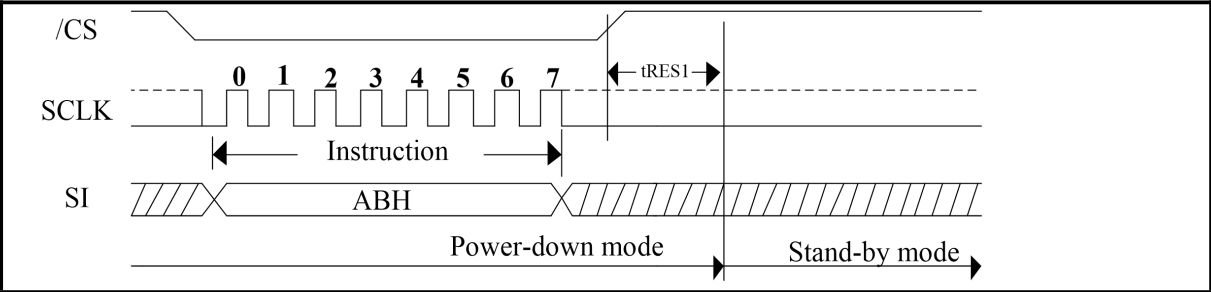 /CS
tRES1
0 1 2 3 4 5 6 7
SCLK
Instruction
SI
ABH
Power-down mode
Stand-by mode